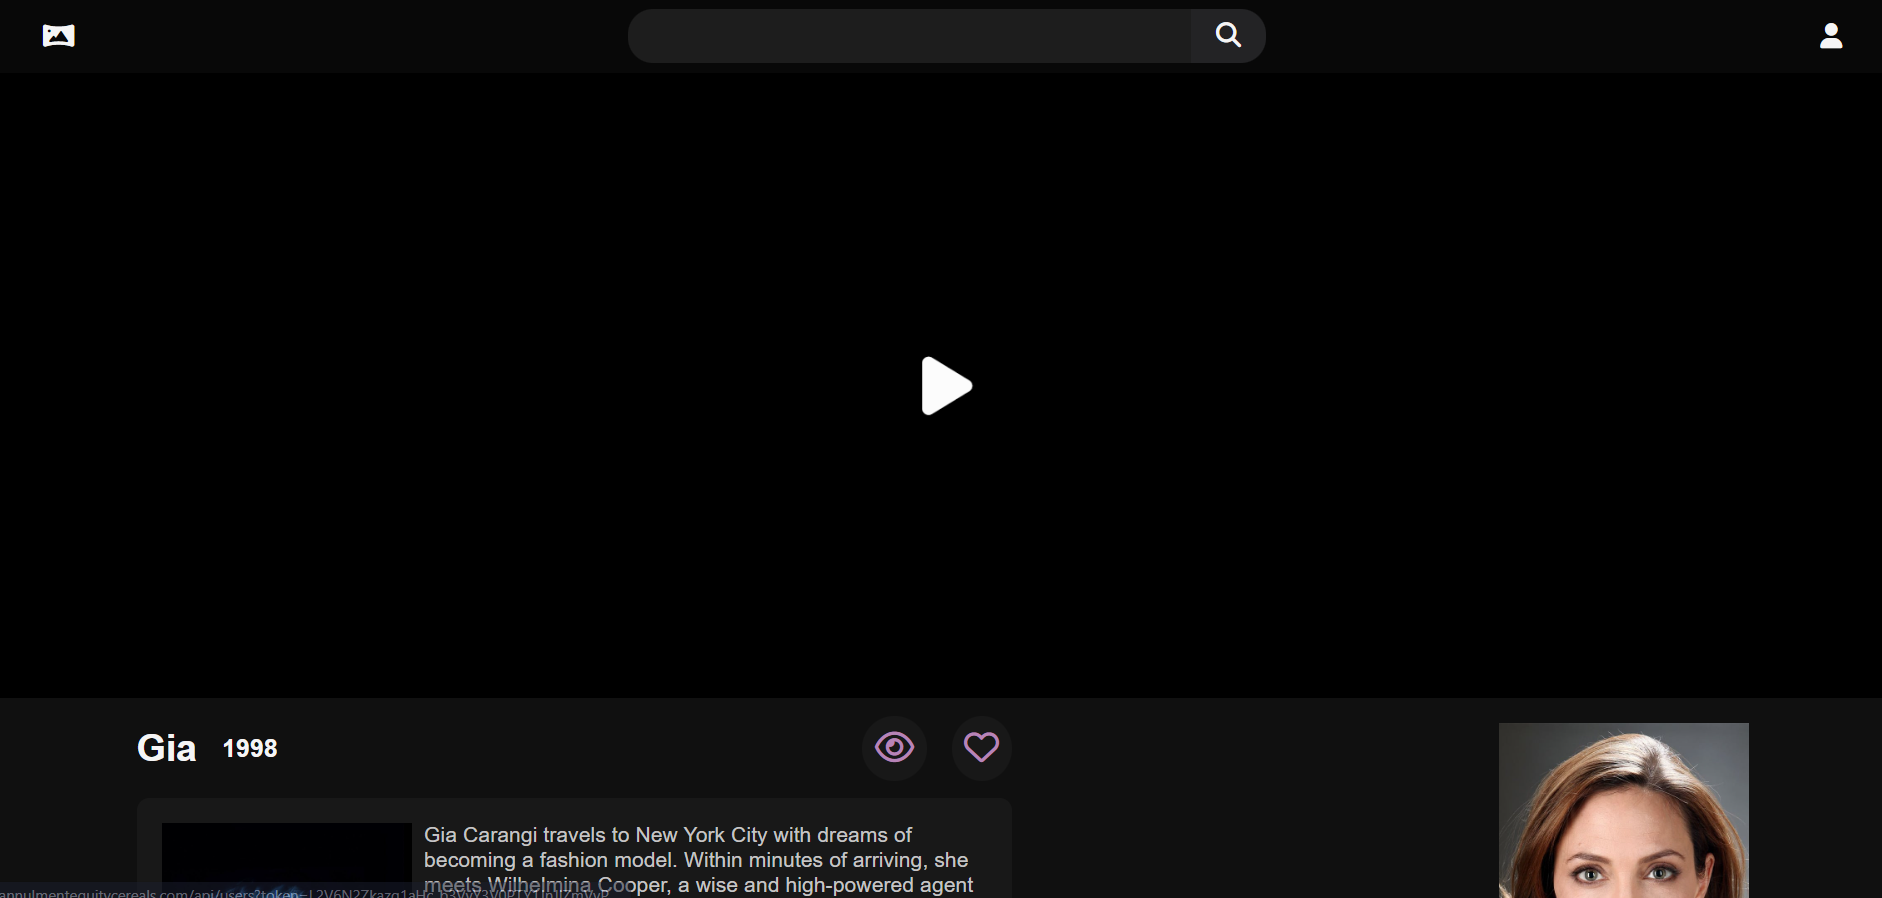 Gia 1998
Gia Carangi travels to New York City with dreams of
becoming a fashion model. Within minutes of arriving, she
meets Wilhelmina Cooper, a wise and high-powered agent